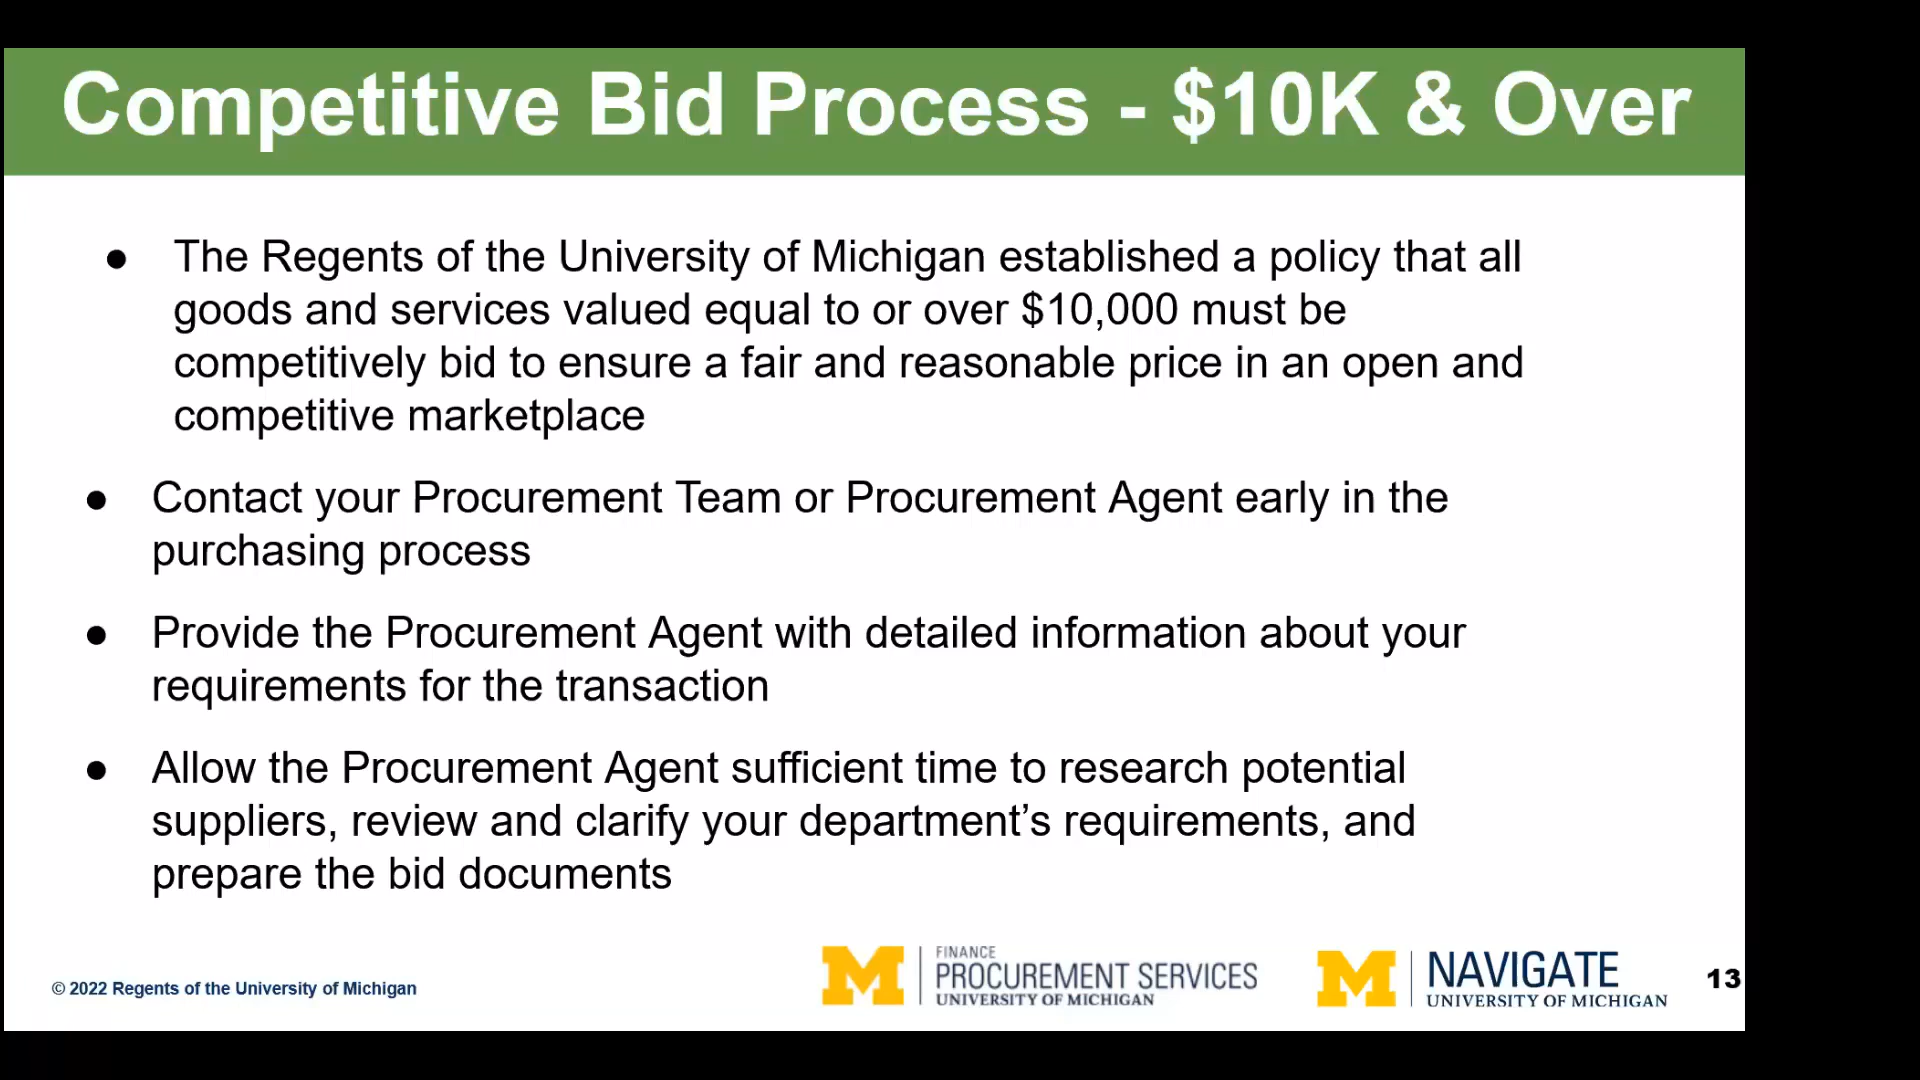 Competitive Bid Process - $10K & Over
● The Regents of the University of Michigan established a policy that all
goods and services valued equal to or over $10,000 must be
competitively bid to ensure a fair and reasonable price in an open and
competitive marketplace
● Contact your Procurement Team or Procurement Agent early in the
purchasing process
● Provide the Procurement Agent with detailed information about your
requirements for the transaction
● Allow the Procurement Agent sufficient time to research potential
suppliers, review and clarify your department’s requirements, and
prepare the bid documents
© 2022 Regents of the University of Michigan
M
FINANCE
PROCUREMENT SERVICES
UNIVERSITY OF MICHIGAN
M
NAVIGATE
UNIVERSITY OF MICHIGAN
13